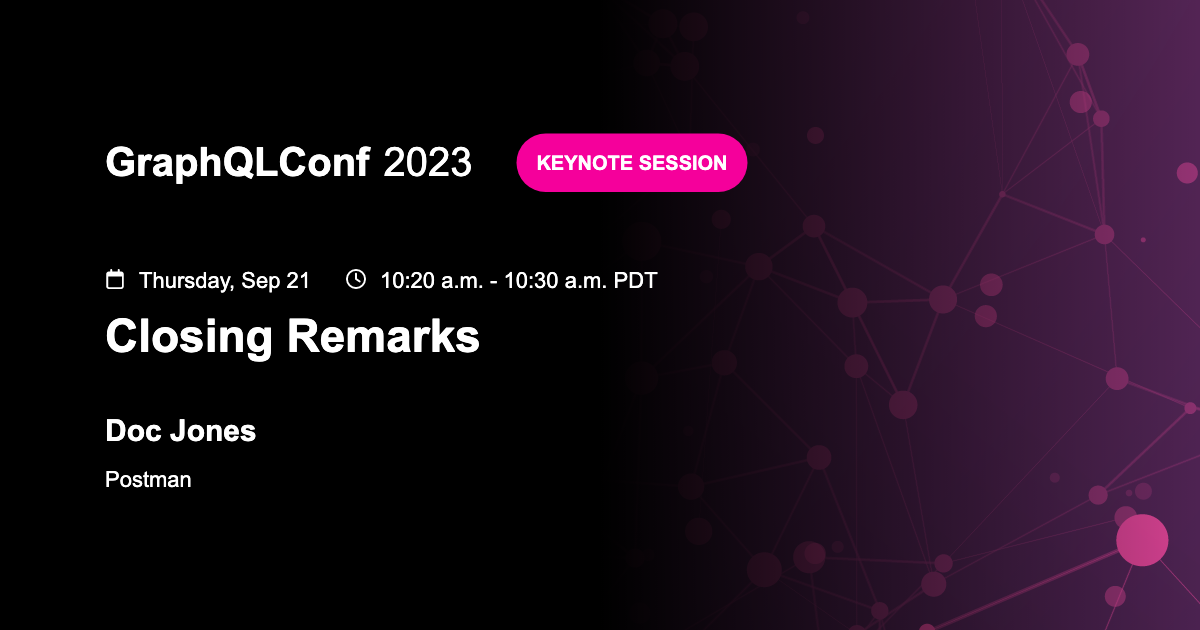 GraphQLConf 2023
KEYNOTE SESSION
Thursday, Sep 21 10:20 a.m. - 10:30 a.m. PDT
Closing Remarks
Doc Jones
Postman